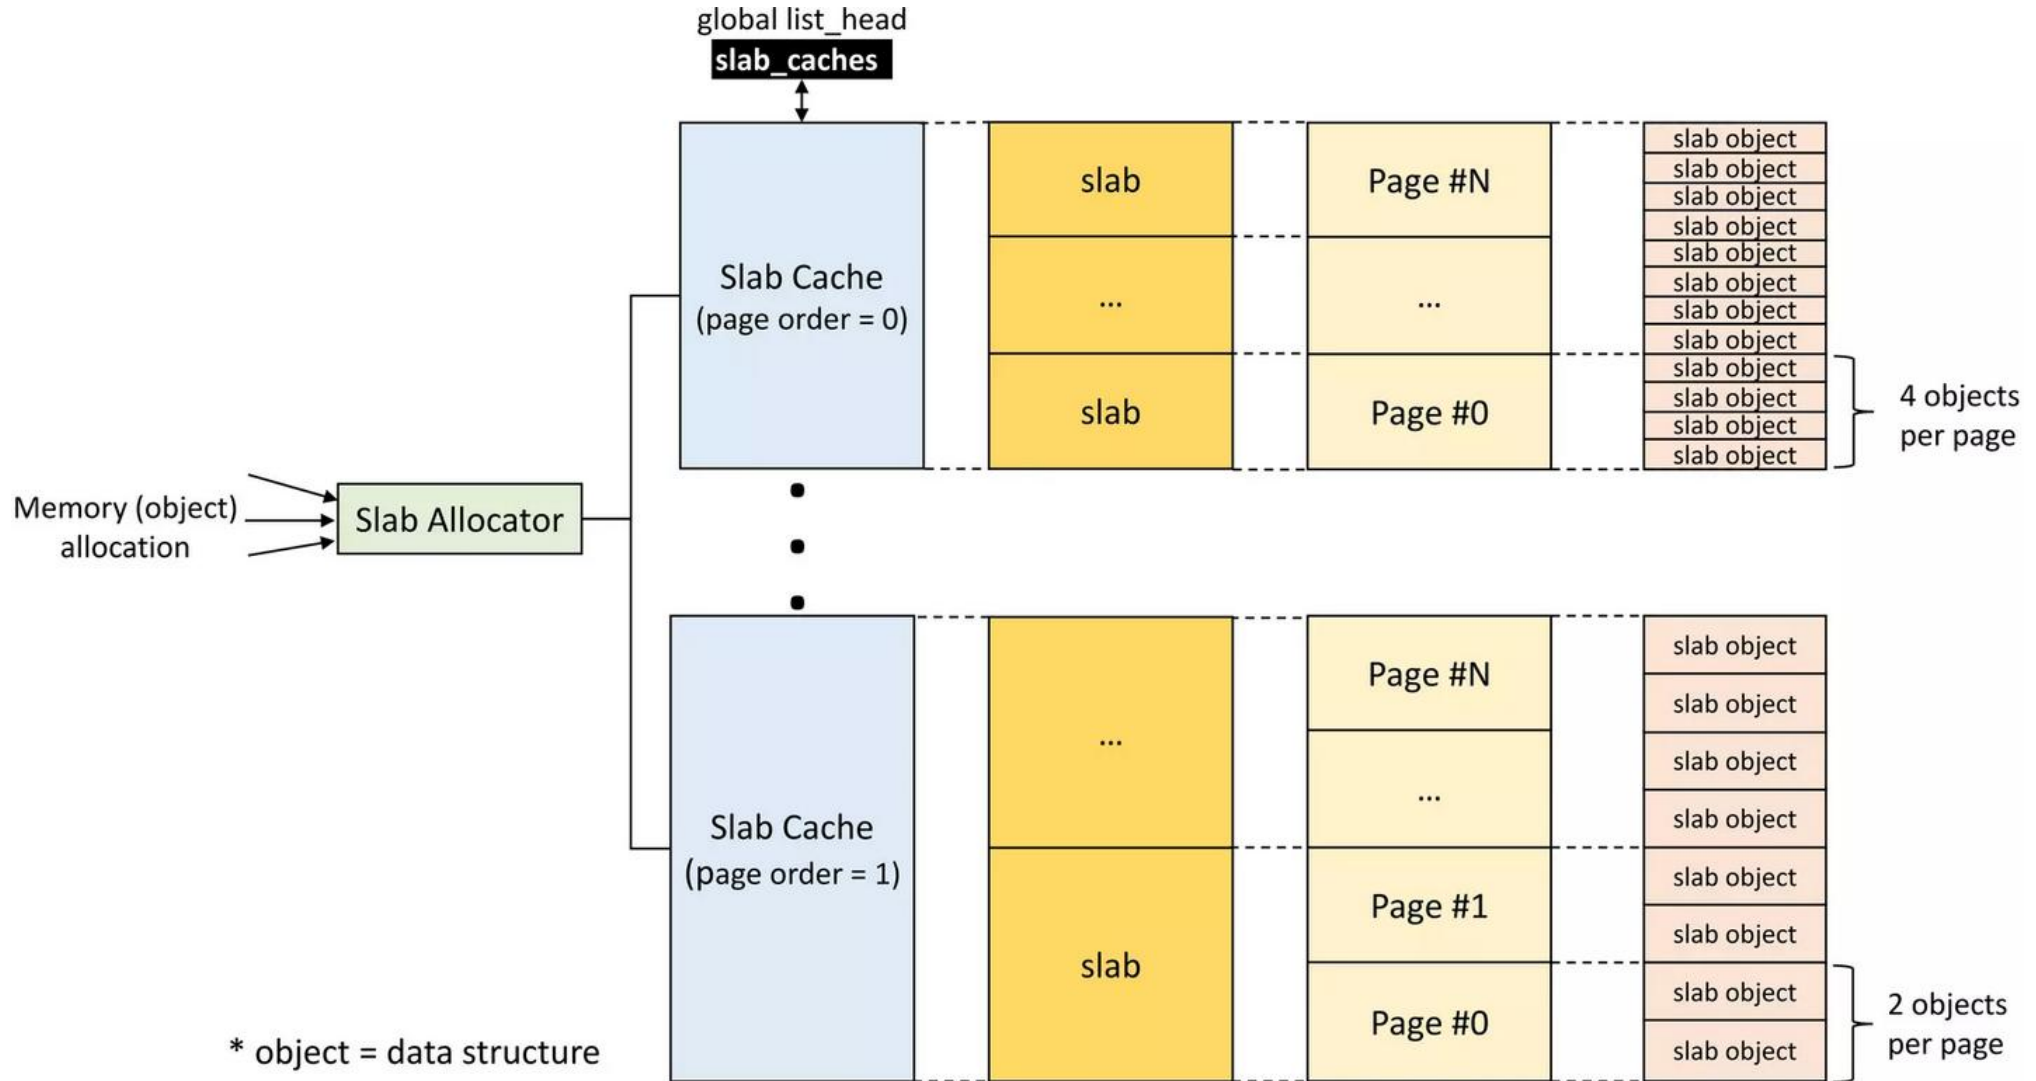 global list_head
slab_caches
Memory (object)
allocation
Slab Allocator
Slab Cache
(page order = 0)
slab
...
slab
Page #N
...
Page #0
slab object
slab object
slab object
slab object
slab object
slab object
slab object
slab object
slab object
slab object
slab object
slab object
4 objects
per page
Slab Cache
(page order = 1)
...
slab
Page #N
...
Page #1
Page #0
slab object
slab object
slab object
slab object
slab object
slab object
slab object
slab object
2 objects
per page
* object = data structure